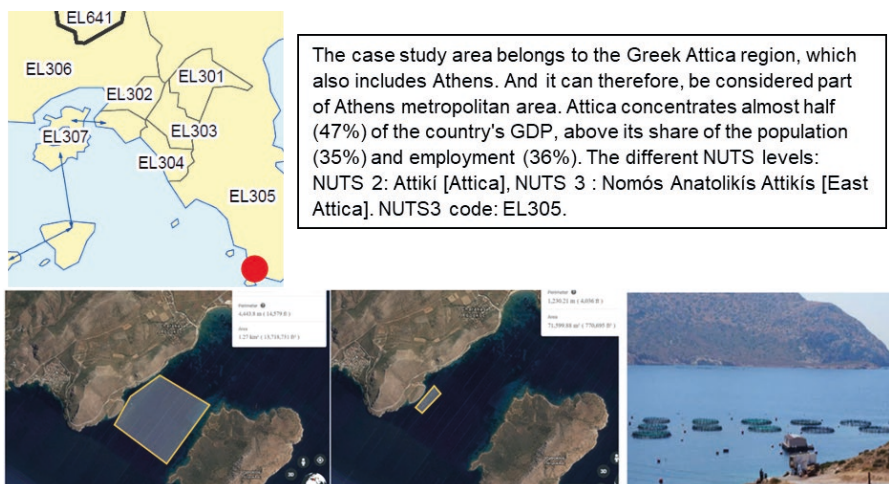 EL641
EL306
EL301
EL302
EL307
EL303
EL304
EL305
The case study area belongs to the Greek Attica region, which
also includes Athens. And it can therefore, be considered part
of Athens metropolitan area. Attica concentrates almost half
(47%) of the country's GDP, above its share of the population
(35%) and employment (36%). The different NUTS levels:
NUTS 2: Attikí [Attica], NUTS 3 : Nomós Anatolikís Attikís [East
Attica]. NUTS3 code: EL305.
Perimeter
Area
Perimeter
Area